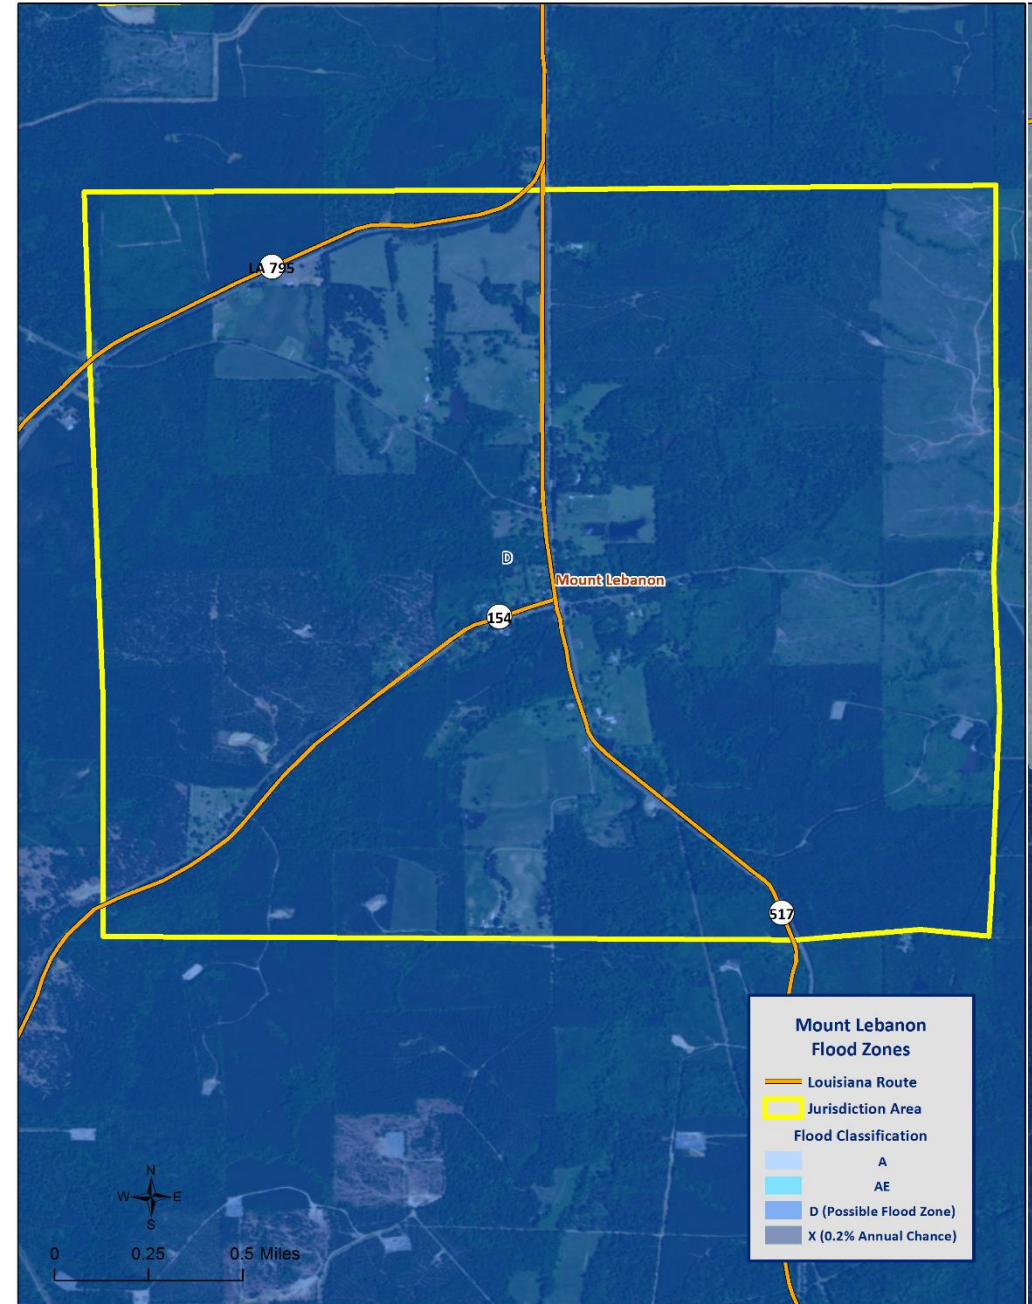 LA 795
D
Mount Lebanon
154
517
Mount Lebanon
Flood Zones
Louisiana Route
Jurisdiction Area
Flood Classification
A
AE
D (Possible Flood Zone)
X (0.2% Annual Chance)
N
W E
S
0 0.25 0.5 Miles